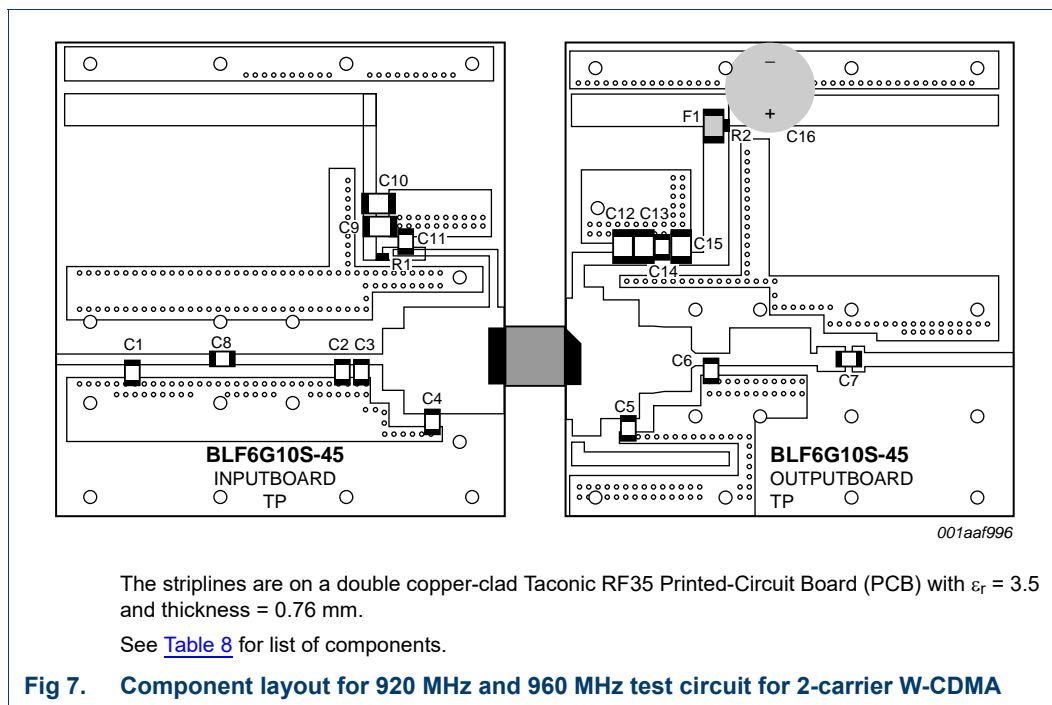 C10
C9
C11
R1
C1
C8
C2 C3
C4
BLF6G10S-45
INPUTBOARD
TP
−
+
F1
R2
C16
C12 C13
C15
C14
C6
C7
C5
BLF6G10S-45
OUTPUTBOARD
TP
001aaf996
The striplines are on a double copper-clad Taconic RF35 Printed-Circuit Board (PCB) with εr = 3.5
and thickness = 0.76 mm.
See Table 8 for list of components.
Fig 7. Component layout for 920 MHz and 960 MHz test circuit for 2-carrier W-CDMA